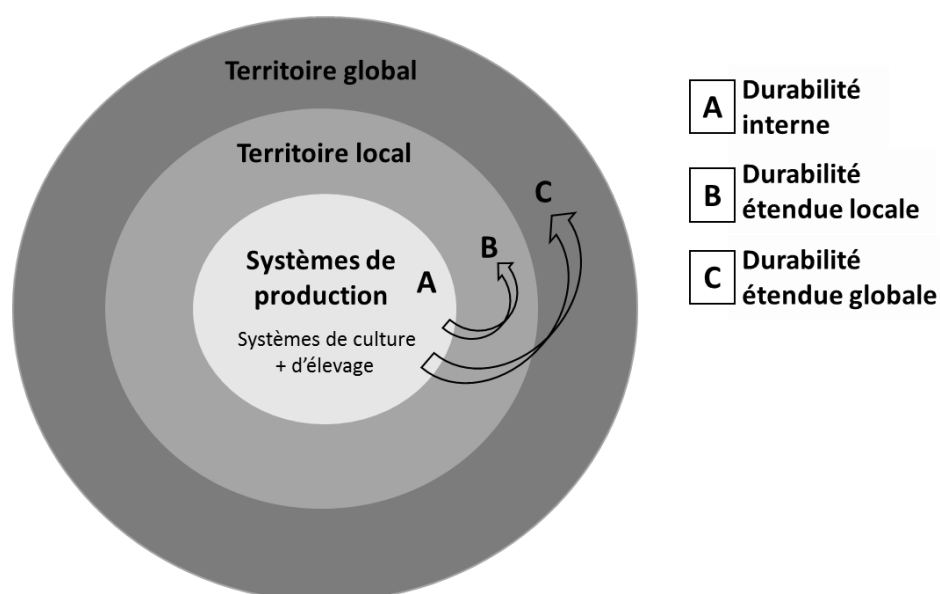 Territoire global
Territoire local
Systèmes de
production
Systèmes de culture
+ d'élevage
A
B
C
A
Durabilité
interne
B
Durabilité
étendue locale
C
Durabilité
étendue globale